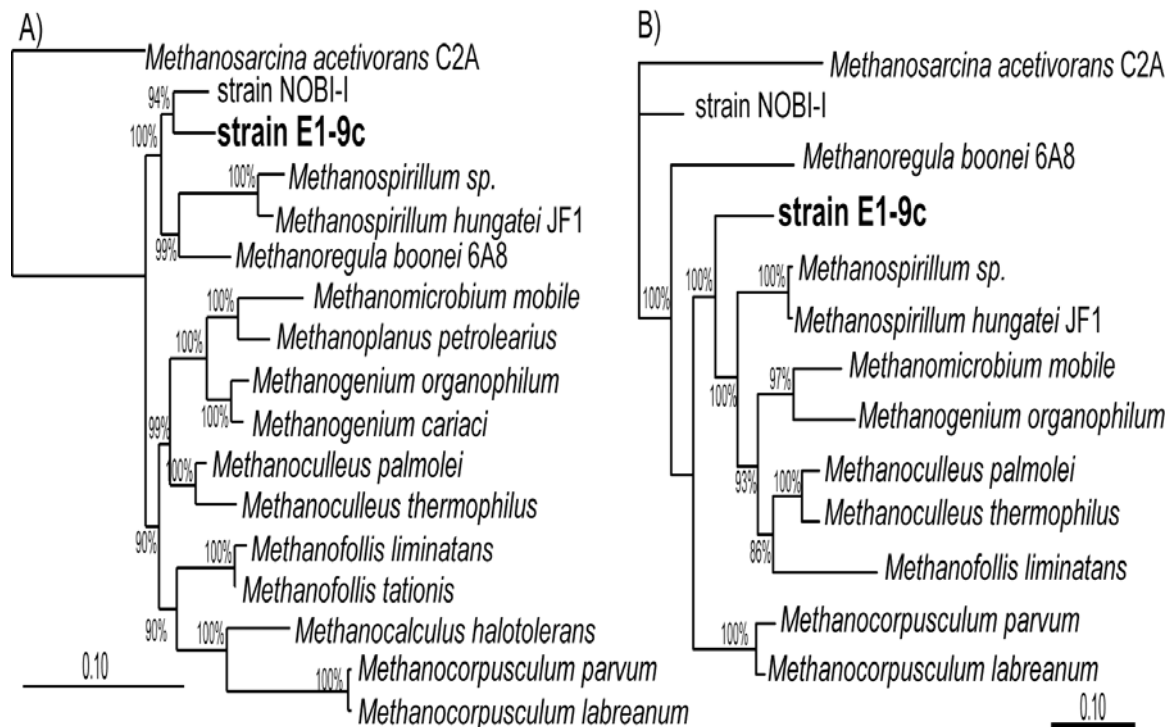 A)
Methanosarcina acetivorans C2A
94%
strain NOBI-I
100%
strain E1-9c
100%
Methanospirillum sp.
Methanospirillum hungatei JF1
99%
Methanoregula boonei 6A8
100%
Methanomicrobium mobile
Methanoplanus petrolearius
100%
Methanogenium organophilum
100%
Methanogenium cariaci
99%
Methanoculleus palmolei
100%
Methanoculleus thermophilus
90%
100%
Methanofollis liminatans
Methanofollis tationis
90%
100%
Methanocalculus halotolerans
Methanocorpusculum parvum
100%
Methanocorpusculum labreanum
0.10
B)
Methanosarcina acetivorans C2A
strain NOBI-I
Methanoregula boonei 6A8
strain E1-9c
100%
100%
100%
Methanospirillum sp.
Methanospirillum hungatei JF1
100%
97%
Methanomicrobium mobile
Methanogenium organophilum
93%
100%
Methanoculleus palmolei
Methanoculleus thermophilus
86%
Methanofollis liminatans
100%
Methanocorpusculum parvum
Methanocorpusculum labreanum
0.10